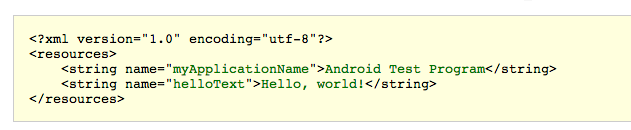 <?xml version="1.0" encoding="utf-8"?>
<resources>
    <string name="myApplicationName">Android Test Program</string>
    <string name="helloText">Hello, world!</string>
</resources>